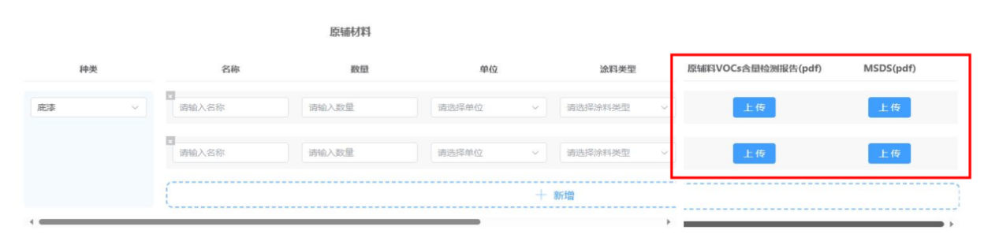 原辅材料
种类 名称 数量 单位 涂料类型 原辅料VOCs含量检测报告(pdf) MSDS(pdf)
底漆 请输入名称 请输入数量 请选择单位 请选择涂料类型 上传 上传
请输入名称 请输入数量 请选择单位 请选择涂料类型 上传 上传
+ 新增